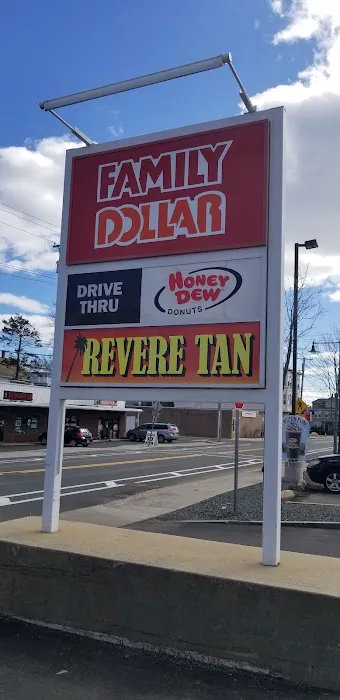 FAMILY
DOLLAR
DRIVE
THRU
HONEY
DEW
DONUTS
REVERE TAN